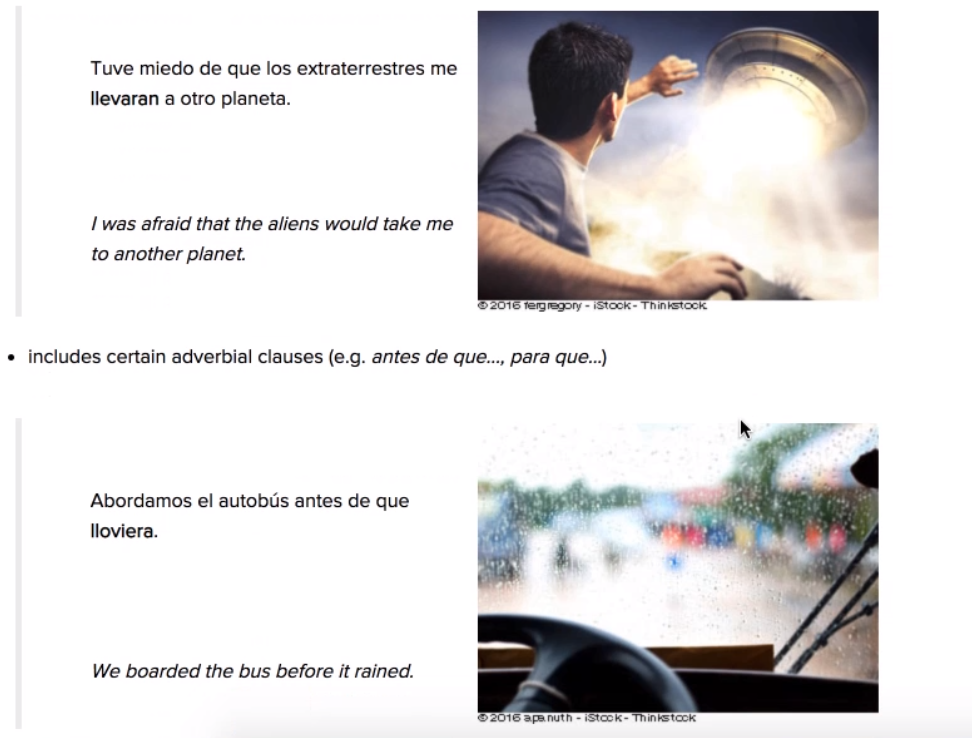 Tuve miedo de que los extraterrestres me
llevaran a otro planeta.
I was afraid that the aliens would take me
to another planet.
© 2016 fergregory - iStock - Thinkstock
• includes certain adverbial clauses (e.g. antes de que..., para que...)
Abordamos el autobús antes de que
lloviera.
We boarded the bus before it rained.
© 2016 apanuth - iStock - Thinkstock